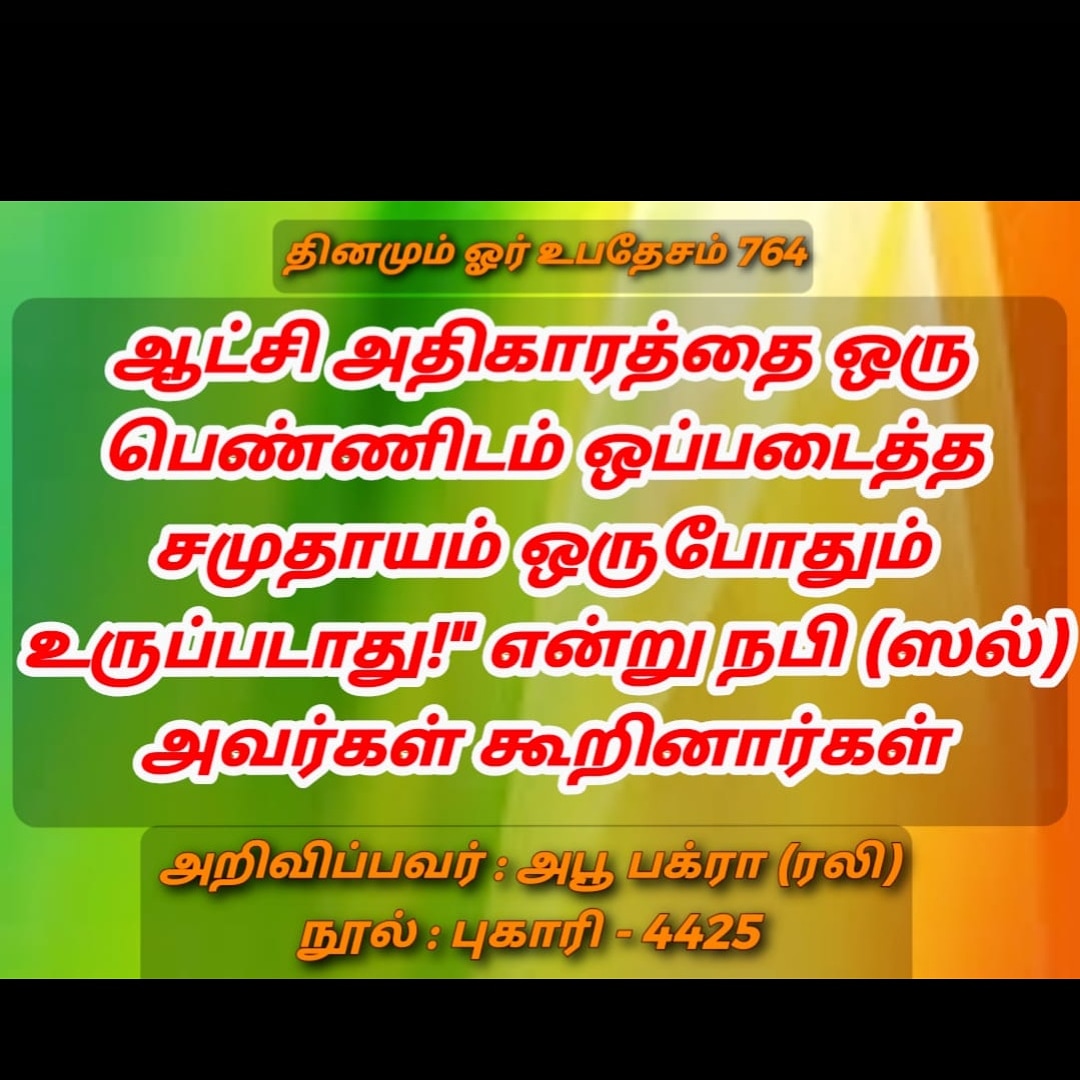 தினமும் ஓர் உபதேசம் 764
ஆட்சி அதிகாரத்தை ஒரு
பெண்ணிடம் ஒப்படைத்த
சமுதாயம் ஒருபோதும்
உருப்படாது!" என்று நபி (ஸல்)
அவர்கள் கூறினார்கள்
அறிவிப்பவர் : அபூ பக்ரா (ரலி)
நூல் : புகாரி - 4425